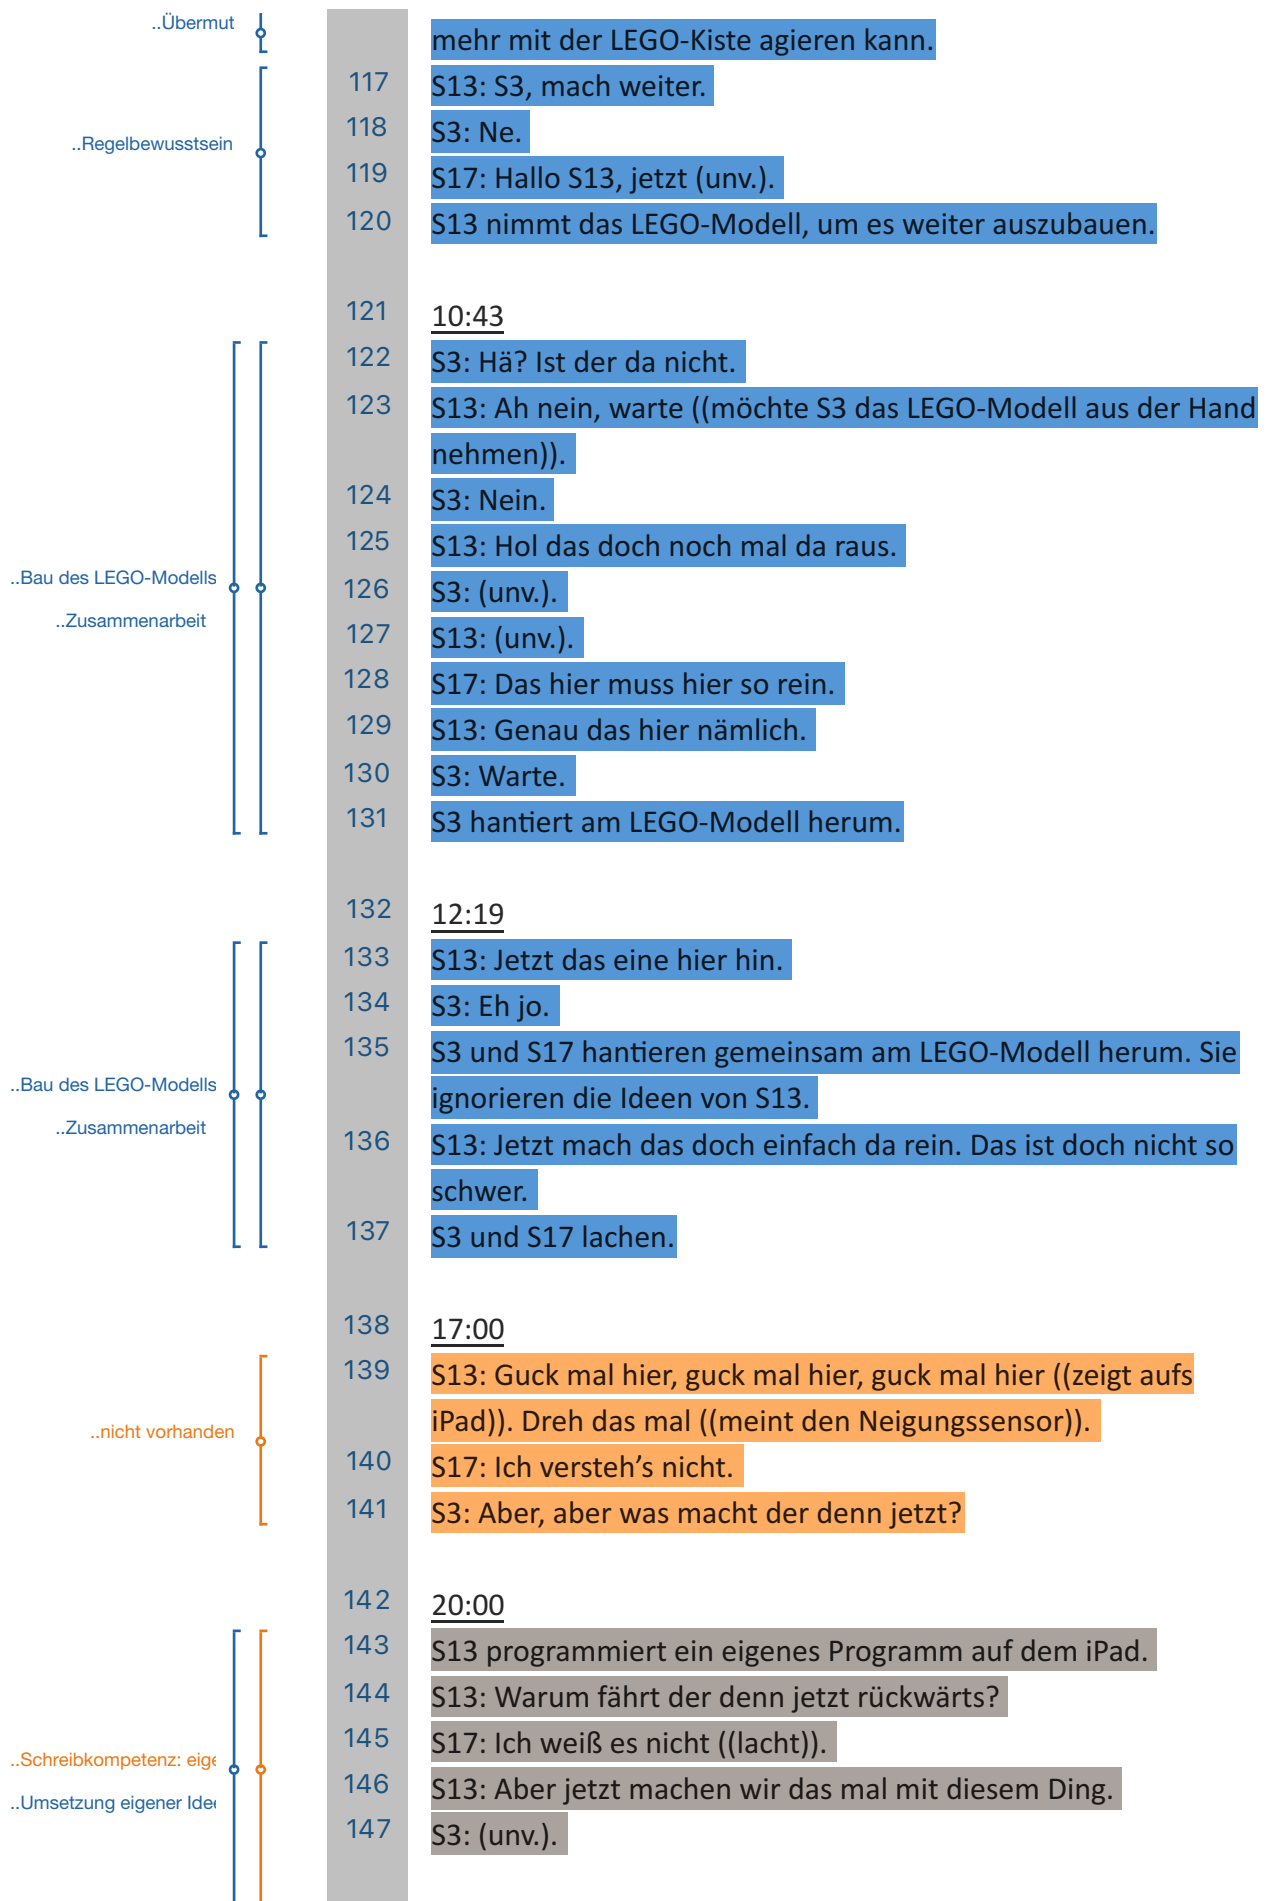 ..Übermut
mehr mit der LEGO-Kiste agieren kann.
117 S13: S3, mach weiter.
..Regelbewusstsein
118 S3: Ne.
119 S17: Hallo S13, jetzt (unv.).
120 S13 nimmt das LEGO-Modell, um es weiter auszubauen.
121 10:43
122 S3: Hä? Ist der da nicht.
123 S13: Ah nein, warte ((möchte S3 das LEGO-Modell aus der Hand
nehmen)).
124 S3: Nein.
125 S13: Hol das doch noch mal da raus.
..Bau des LEGO-Modells
126 S3: (unv.).
..Zusammenarbeit
127 S13: (unv.).
128 S17: Das hier muss hier so rein.
129 S13: Genau das hier nämlich.
130 S3: Warte.
131 S3 hantiert am LEGO-Modell herum.
132 12:19
133 S13: Jetzt das eine hier hin.
134 S3: Eh jo.
135 S3 und S17 hantieren gemeinsam am LEGO-Modell herum. Sie
..Bau des LEGO-Modells
ignorieren die Ideen von S13.
..Zusammenarbeit
136 S13: Jetzt mach das doch einfach da rein. Das ist doch nicht so
schwer.
137 S3 und S17 lachen.
138 17:00
139 S13: Guck mal hier, guck mal hier, guck mal hier ((zeigt aufs
..nicht vorhanden
iPad)). Dreh das mal ((meint den Neigungssensor)).
140 S17: Ich versteh's nicht.
141 S3: Aber, aber was macht der denn jetzt?
142 20:00
143 S13 programmiert ein eigenes Programm auf dem iPad.
144 S13: Warum fährt der denn jetzt rückwärts?
145 S17: Ich weiß es nicht ((lacht)).
..Schreibkompetenz: eige
146 S13: Aber jetzt machen wir das mal mit diesem Ding.
..Umsetzung eigener Idee
147 S3: (unv.).